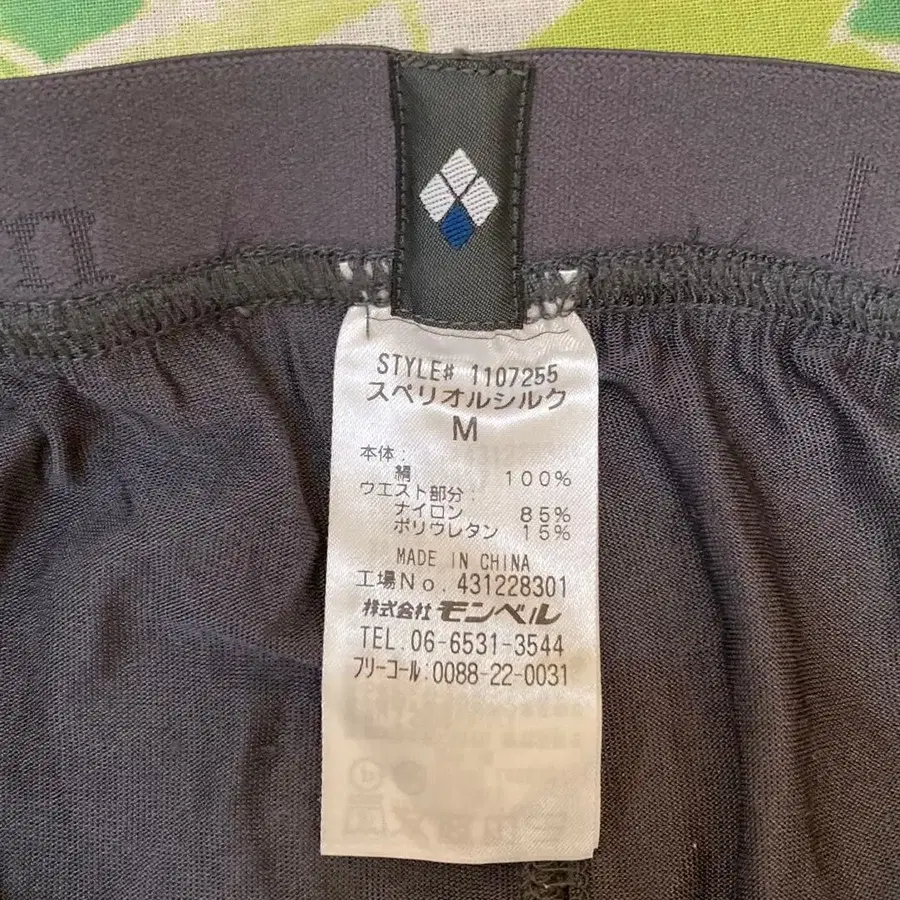 STYLE# 1107255
スペリオルシルク
M
本体:
絹 100%
ウエスト部分:
ナイロン 85%
ポリウレタン 15%
MADE IN CHINA
工場No. 431228301
株式会社 モンベル
TEL. 06-6531-3544
フリーコール:0088-22-0031